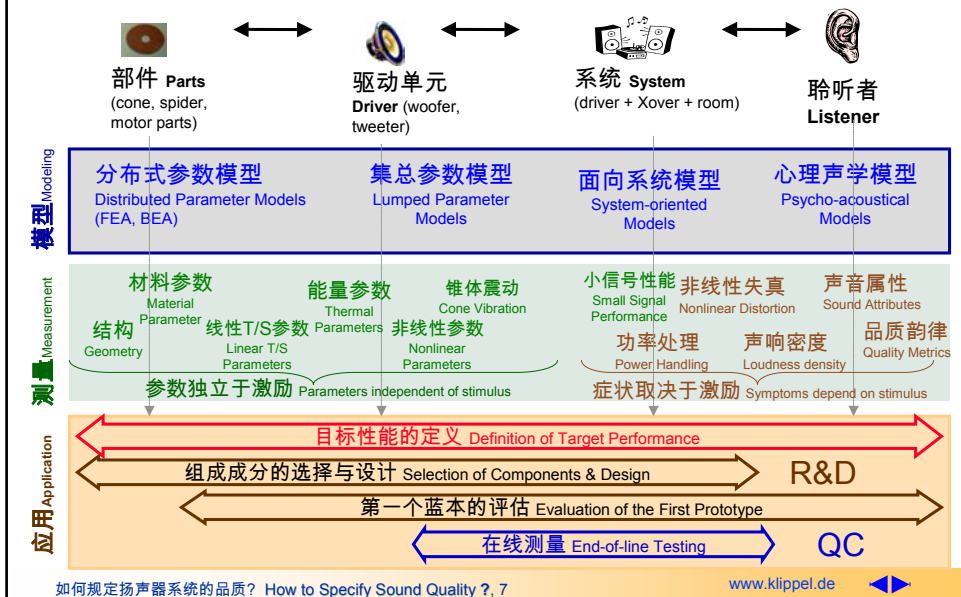 部件 Parts
(cone, spider,
motor parts)
驱动单元
Driver (woofer,
tweeter)
系统 System
(driver + Xover + room)
聆听者
Listener
模型 Modeling
分布式参数模型
Distributed Parameter Models
(FEA, BEA)
集总参数模型
Lumped Parameter
Models
面向系统模型
System-oriented
Models
心理声学模型
Psycho-acoustical
Models
测量 Measurement
材料参数
Material
Parameter
能量参数
Thermal
Parameters
锥体震动
Cone Vibration
小信号性能
Small Signal
Performance
非线性失真
Nonlinear Distortion
声音属性
Sound Attributes
结构
Geometry
线性T/S参数
Linear T/S
Parameters
非线性参数
Nonlinear
Parameters
功率处理
Power Handling
声响密度
Loudness density
品质韵律
Quality Metrics
参数独立于激励 Parameters independent of stimulus
症状取决于激励 Symptoms depend on stimulus
应用 Application
目标性能的定义 Definition of Target Performance
组成成分的选择与设计 Selection of Components & Design
R&D
第一个蓝本的评估 Evaluation of the First Prototype
在线测量 End-of-line Testing
QC
如何规定扬声器系统的品质? How to Specify Sound Quality ?, 7
www.klippel.de